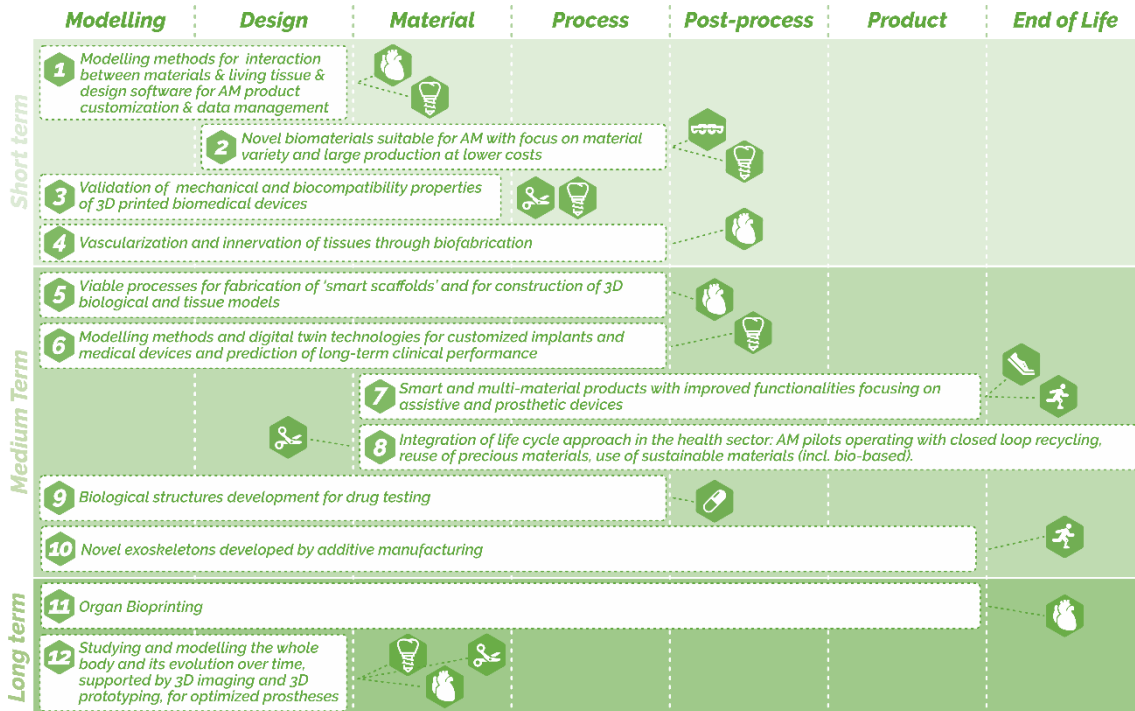 Modelling
Design
Material
Process
Post-process
Product
End of Life
Short term
1
Modelling methods for interaction
between materials & living tissue &
design software for AM product
customization & data management
2
Novel biomaterials suitable for AM with focus on material
variety and large production at lower costs
3
Validation of mechanical and biocompatibility properties
of 3D printed biomedical devices
4
Vascularization and innervation of tissues through biofabrication
Medium Term
5
Viable processes for fabrication of 'smart scaffolds' and for construction of 3D
biological and tissue models
6
Modelling methods and digital twin technologies for customized implants and
medical devices and prediction of long-term clinical performance
7
Smart and multi-material products with improved functionalities focusing on
assistive and prosthetic devices
8
Integration of life cycle approach in the health sector: AM pilots operating with closed loop recycling,
reuse of precious materials, use of sustainable materials (incl. bio-based).
9
Biological structures development for drug testing
10
Novel exoskeletons developed by additive manufacturing
Long term
11
Organ Bioprinting
12
Studying and modelling the whole
body and its evolution over time,
supported by 3D imaging and 3D
prototyping, for optimized prostheses